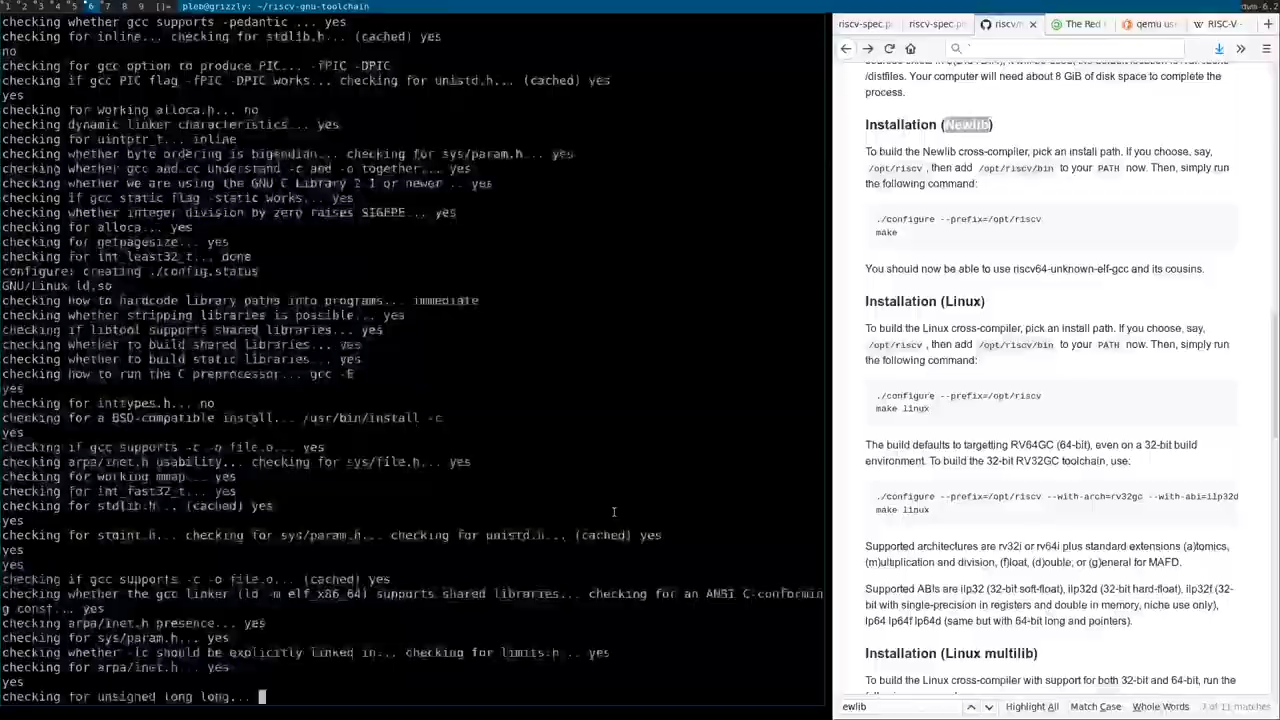 1 2 3 4 5 6 7 8 9 []= pleb@grizzly: ~/riscv-gnu-toolchain
dwm-6.2
checking whether gcc supports -pedantic ... yes
checking for inline... checking for stdlib.h... (cached) yes
no
checking for gcc option to produce PIC... -fPIC -DPIC
checking if gcc PIC flag -fPIC -DPIC works... checking for unistd.h... (cached) yes
yes
checking for working alloca.h... no
checking dynamic linker characteristics... yes
checking for uintptr_t... inline
checking whether byte ordering is bigendian... checking for sys/param.h... yes
checking whether gcc and cc understand -c and -o together... yes
checking whether we are using the GNU C Library 2.1 or newer... yes
checking if gcc static flag -static works... yes
checking whether integer division by zero raises SIGFPE... yes
checking for alloca... yes
checking for getpagesize... yes
checking for int_least32_t... done
configure: creating ./config.status
GNU/Linux ld.so
checking how to hardcode library paths into programs... immediate
checking whether stripping libraries is possible... yes
checking if libtool supports shared libraries... yes
checking whether to build shared libraries... yes
checking whether to build static libraries... yes
checking how to run the C preprocessor... gcc -E
yes
checking for inttypes.h... no
checking for a BSD-compatible install... /usr/bin/install -c
yes
checking if gcc supports -c -o file.o... yes
checking arpa/inet.h usability... checking for sys/file.h... yes
checking for working mmap... yes
checking for int_fast32_t... yes
checking for stdlib.h... (cached) yes
yes
checking for stdint.h... checking for sys/param.h... checking for unistd.h... (cached) yes
yes
yes
checking if gcc supports -c -o file.o... (cached) yes
checking whether the gcc linker (ld -m elf_x86_64) supports shared libraries... checking for an ANSI C-conformin
g const... yes
checking arpa/inet.h presence... yes
checking for sys/param.h... yes
checking whether -lc should be explicitly linked in... checking for limits.h... yes
checking for arpa/inet.h... yes
yes
checking for unsigned long long...
riscv-spec.p riscv-spec.p riscv/r The Red qemu us RISC-V -
/distfiles. Your computer will need about 8 GiB of disk space to complete the
process.
Installation (Newlib)
To build the Newlib cross-compiler, pick an install path. If you choose, say,
/opt/riscv, then add /opt/riscv/bin to your PATH now. Then, simply run
the following command:
./configure --prefix=/opt/riscv
make
You should now be able to use riscv64-unknown-elf-gcc and its cousins.
Installation (Linux)
To build the Linux cross-compiler, pick an install path. If you choose, say,
/opt/riscv, then add /opt/riscv/bin to your PATH now. Then, simply run
the following command:
./configure --prefix=/opt/riscv
make linux
The build defaults to targetting RV64GC (64-bit), even on a 32-bit build
environment. To build the 32-bit RV32GC toolchain, use:
./configure --prefix=/opt/riscv --with-arch=rv32gc --with-abi=ilp32d
make linux
Supported architectures are rv32i or rv64i plus standard extensions (a)tomics,
(m)ultiplication and division, (f)loat, (d)ouble, or (g)eneral for MAFD.
Supported ABIs are ilp32 (32-bit soft-float), ilp32d (32-bit hard-float), ilp32f (32-
bit with single-precision in registers and double in memory, niche use only),
lp64 lp64f lp64d (same but with 64-bit long and pointers).
Installation (Linux multilib)
To build the Linux cross-compiler with support for both 32-bit and 64-bit, run the
ewlib Highlight All Match Case Whole Words 7 of 11 matches